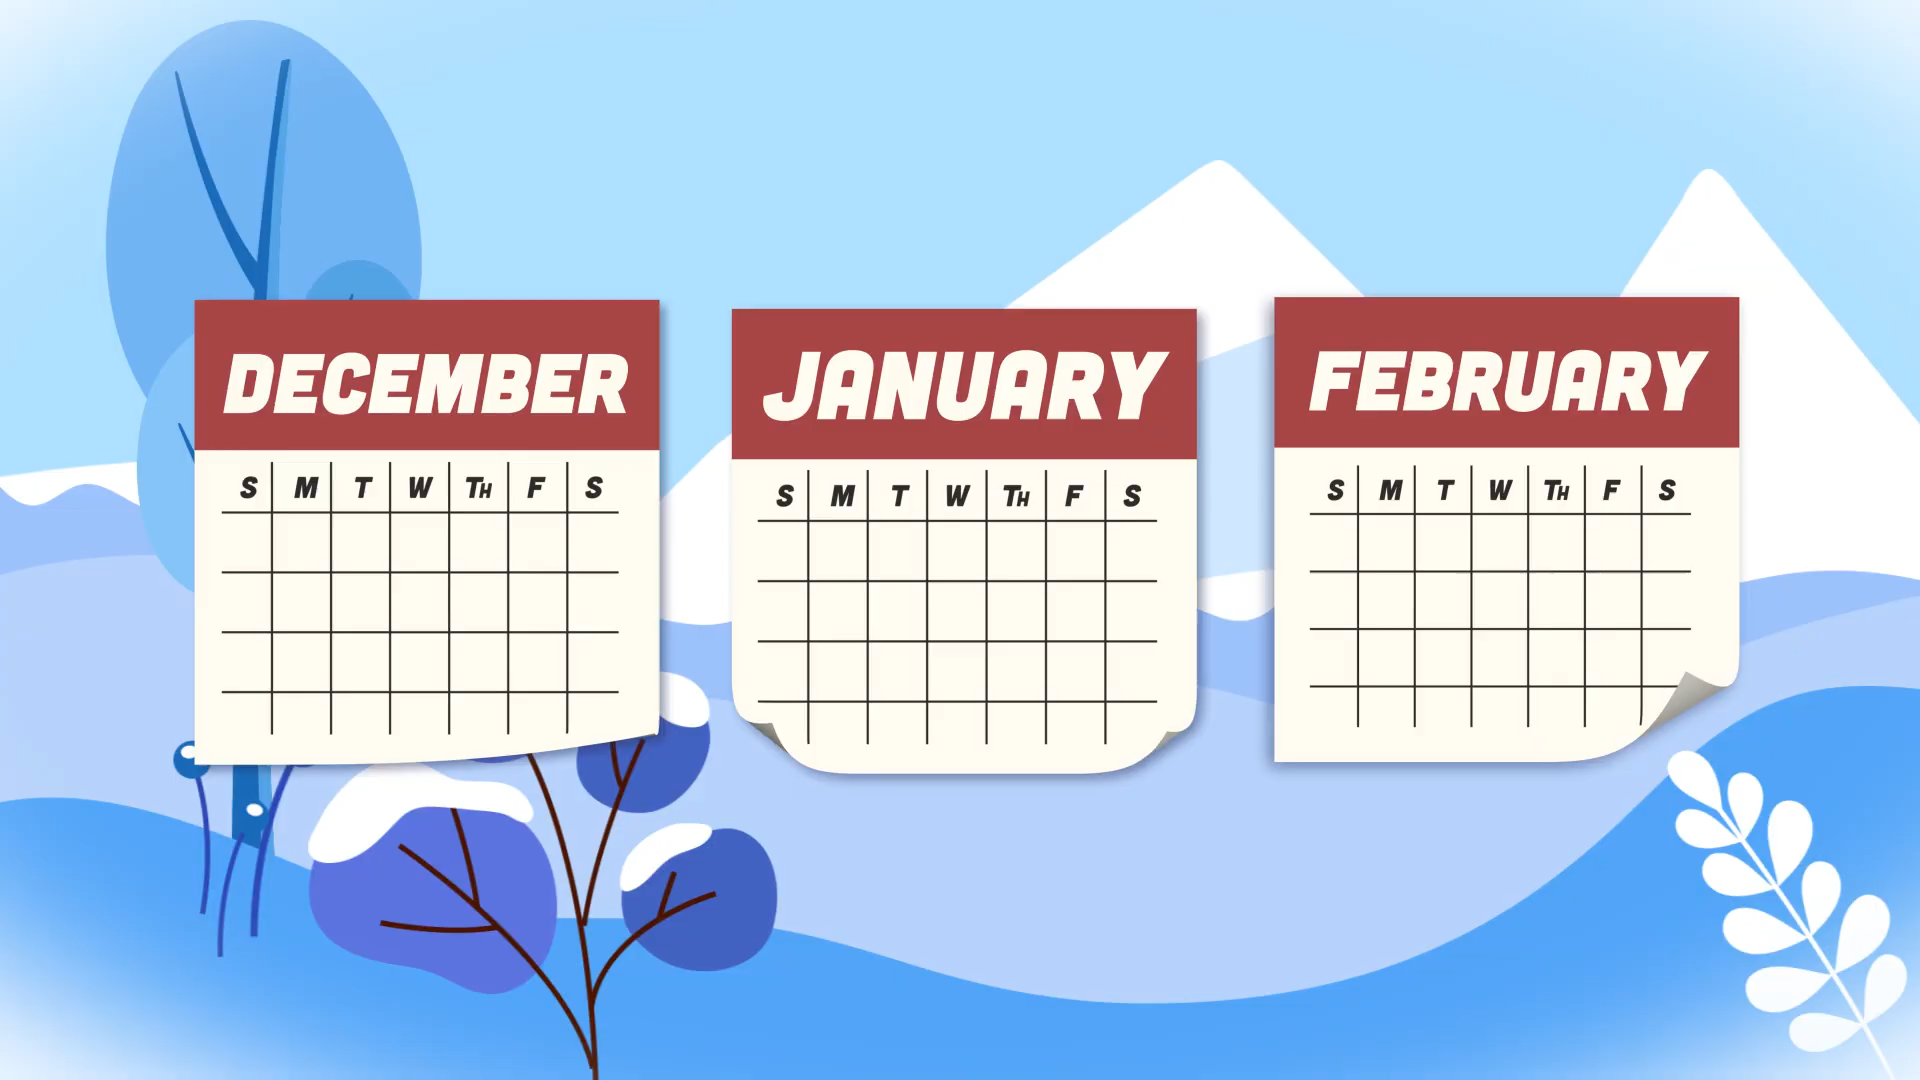 DECEMBER
S M T W TH F S
JANUARY
S M T W TH F S
FEBRUARY
S M T W TH F S